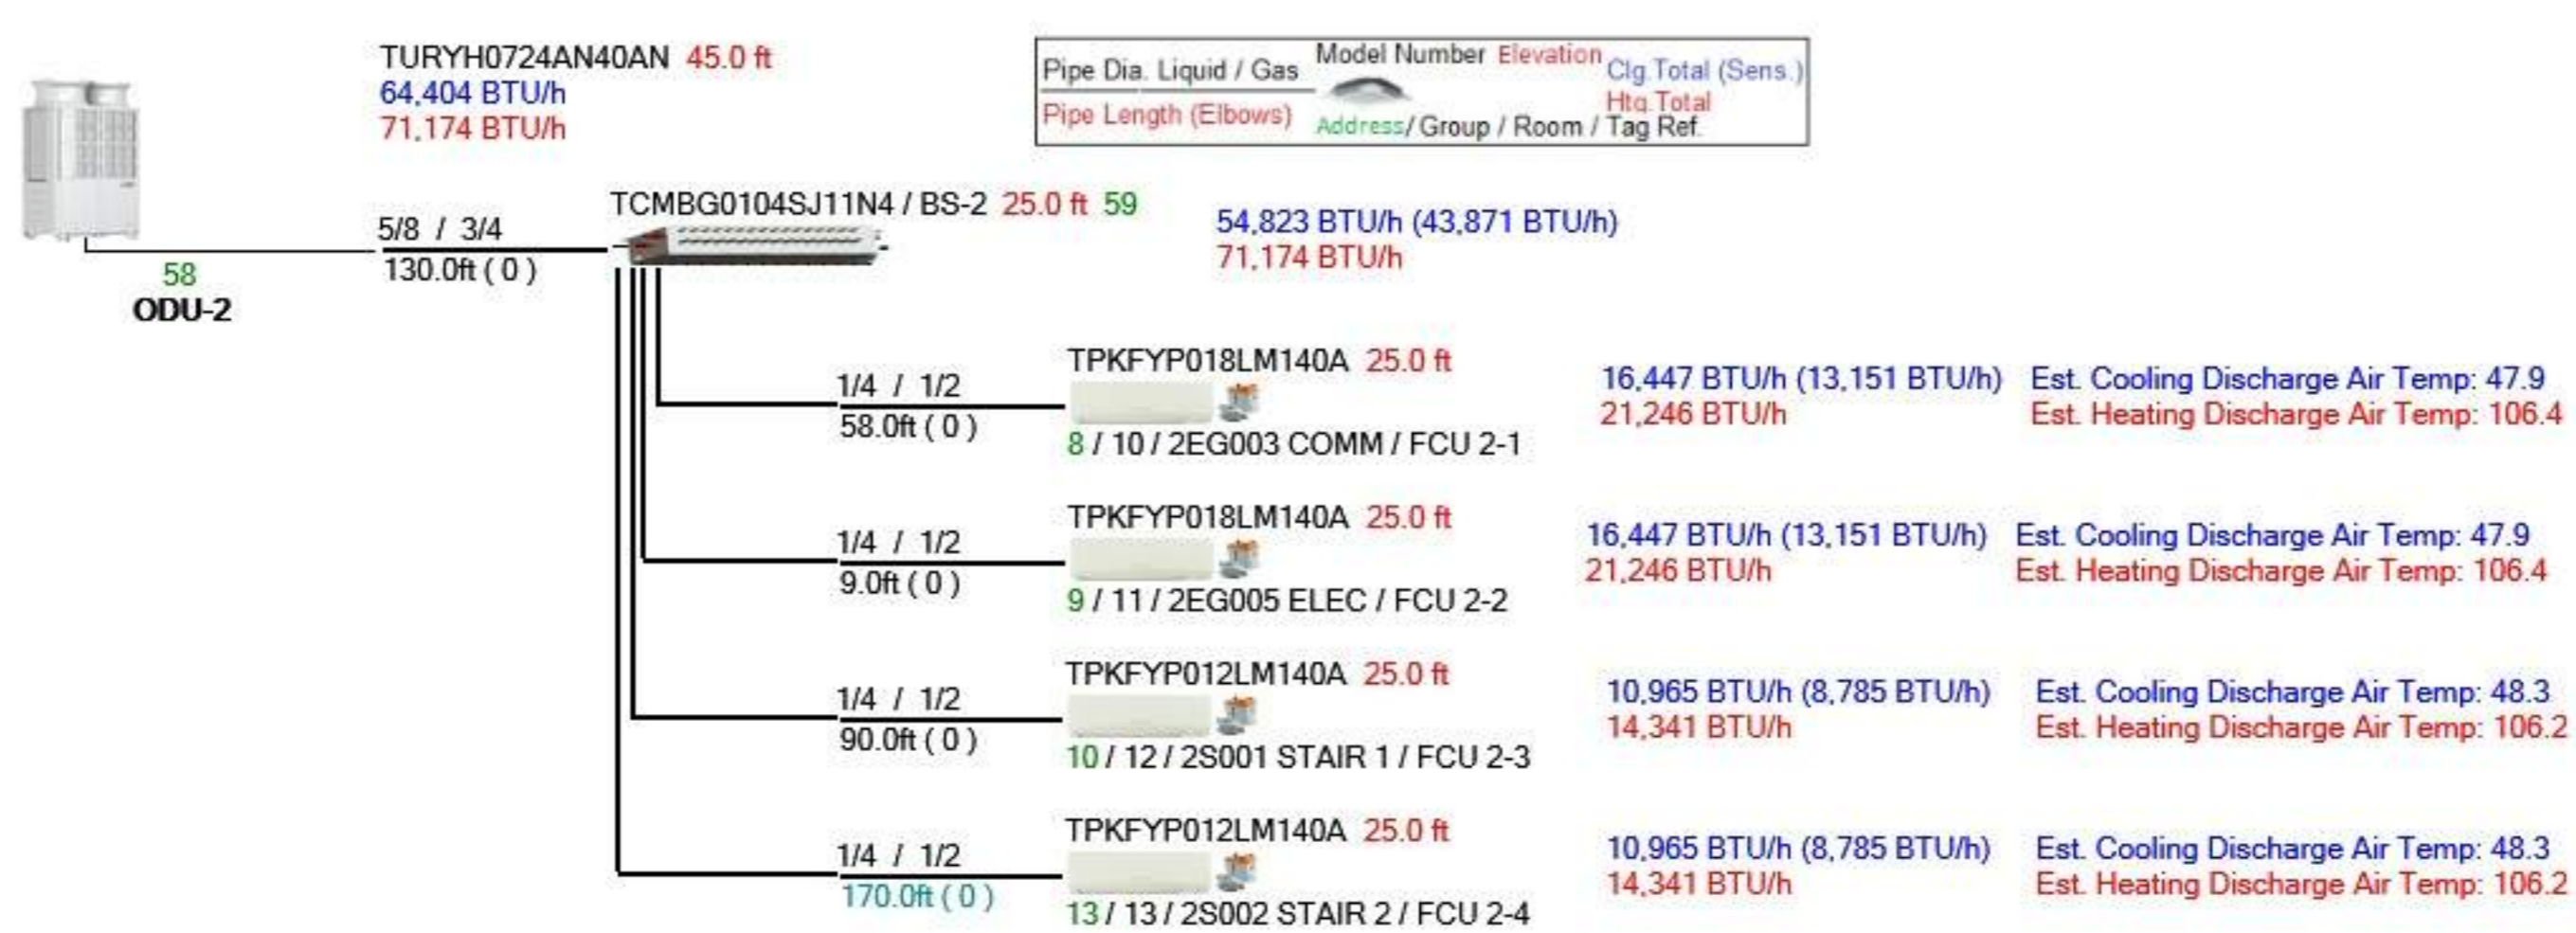 TURYH0724AN40AN 45.0 ft
64,404 BTU/h
71,174 BTU/h
Pipe Dia. Liquid / Gas
Pipe Length (Elbows)
Model Number Elevation
Clg.Total (Sens.)
Htg.Total
Address/ Group / Room / Tag Ref.
TCMBG0104SJ11N4 / BS-2 25.0 ft 59
54,823 BTU/h (43,871 BTU/h)
71,174 BTU/h
5/8 / 3/4
130.0ft ( 0 )
58
ODU-2
TPKFYP018LM140A 25.0 ft
1/4 / 1/2
58.0ft ( 0 )
8 / 10 / 2EG003 COMM / FCU 2-1
16,447 BTU/h (13,151 BTU/h) Est. Cooling Discharge Air Temp: 47.9
21,246 BTU/h Est. Heating Discharge Air Temp: 106.4
TPKFYP018LM140A 25.0 ft
1/4 / 1/2
9.0ft ( 0 )
9 / 11 / 2EG005 ELEC / FCU 2-2
16,447 BTU/h (13,151 BTU/h) Est. Cooling Discharge Air Temp: 47.9
21,246 BTU/h Est. Heating Discharge Air Temp: 106.4
TPKFYP012LM140A 25.0 ft
1/4 / 1/2
90.0ft ( 0 )
10 / 12 / 2S001 STAIR 1 / FCU 2-3
10,965 BTU/h (8,785 BTU/h) Est. Cooling Discharge Air Temp: 48.3
14,341 BTU/h Est. Heating Discharge Air Temp: 106.2
TPKFYP012LM140A 25.0 ft
1/4 / 1/2
170.0ft ( 0 )
13 / 13 / 2S002 STAIR 2 / FCU 2-4
10,965 BTU/h (8,785 BTU/h) Est. Cooling Discharge Air Temp: 48.3
14,341 BTU/h Est. Heating Discharge Air Temp: 106.2